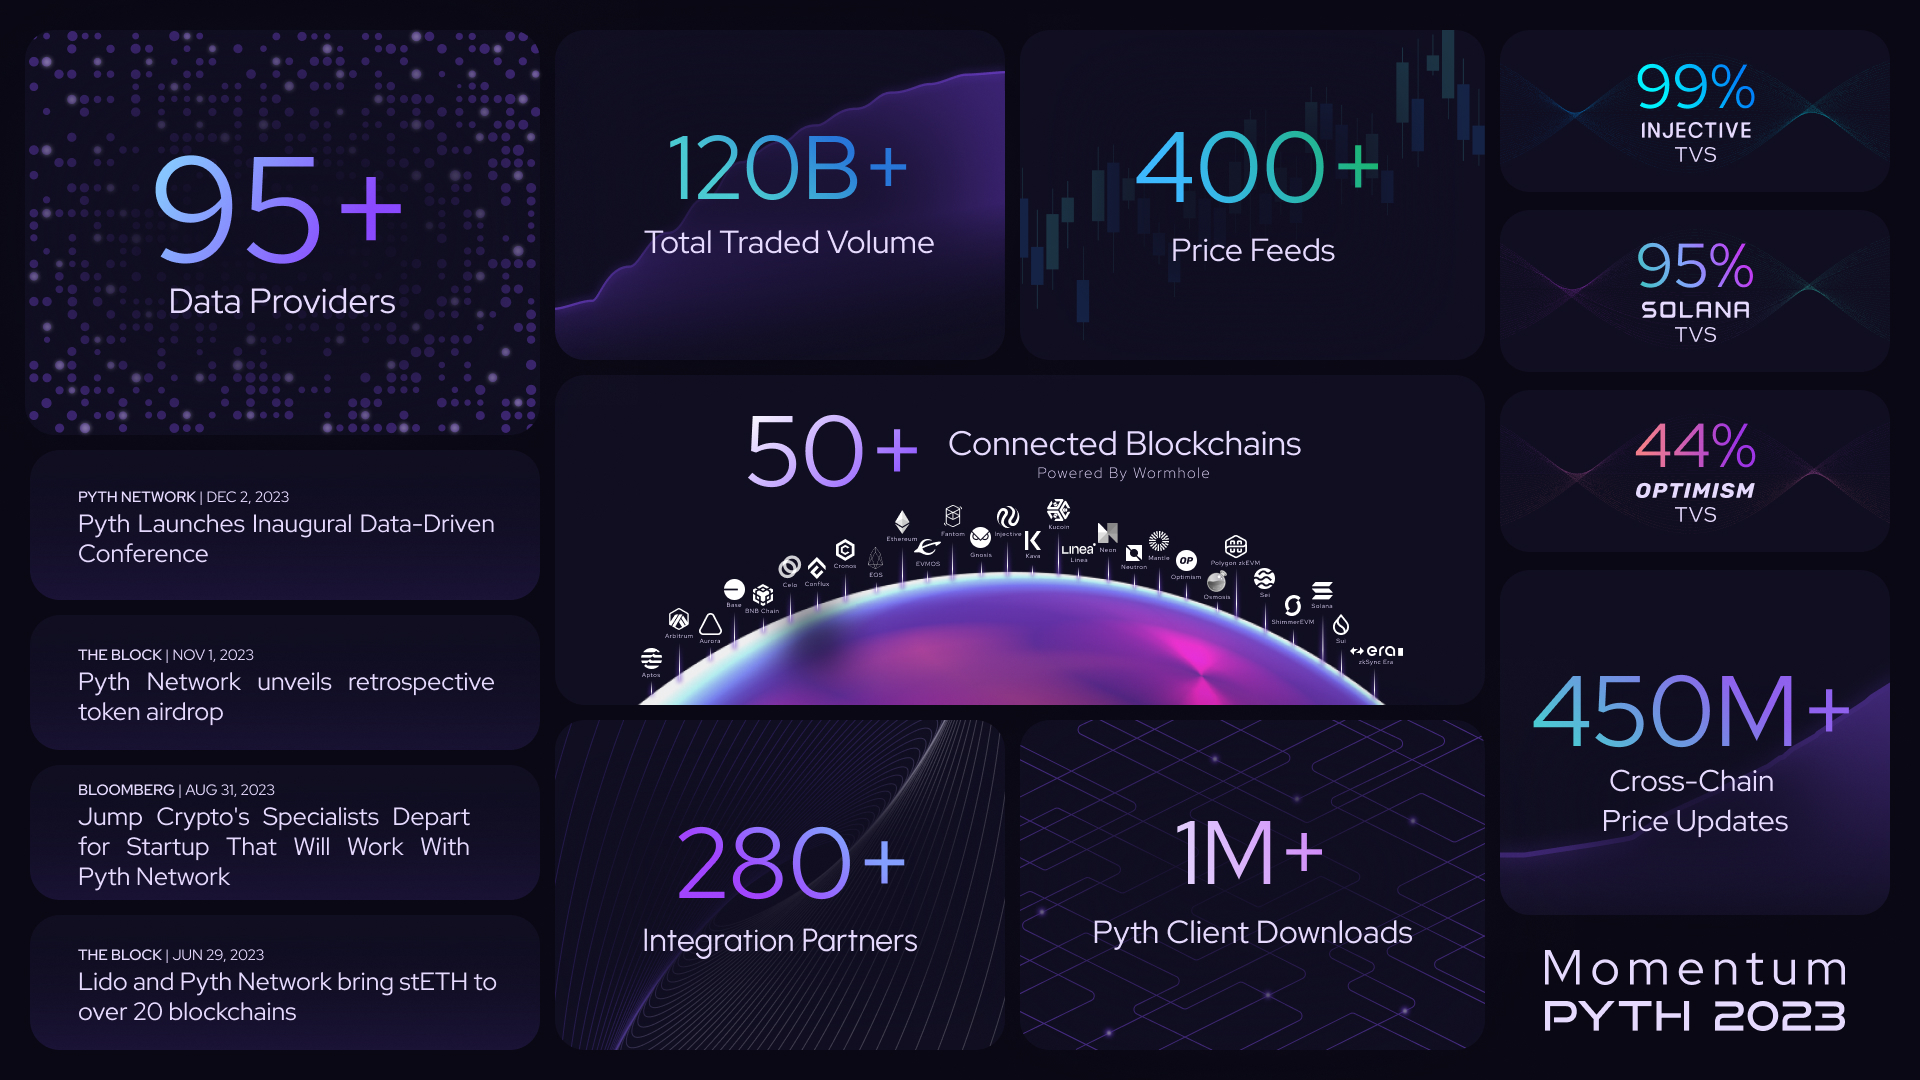 95+
Data Providers
PYTH NETWORK | DEC 2, 2023
Pyth Launches Inaugural Data-Driven
Conference
THE BLOCK | NOV 1, 2023
Pyth Network unveils retrospective
token airdrop
BLOOMBERG | AUG 31, 2023
Jump Crypto's Specialists Depart
for Startup That Will Work With
Pyth Network
THE BLOCK | JUN 29, 2023
Lido and Pyth Network bring stETH to
over 20 blockchains
120B+
Total Traded Volume
400+
Price Feeds
50+
Connected Blockchains
Powered By Wormhole
Aptos
Arbitrum
Aurora
Base
BNB Chain
Celo
Conflux
Cronos
EOS
Ethereum
EVMOS
Fantom
Gnosis
Injective
Kava
Kucoin
LINEA
Linea
Neon
Neutron
Mantle
OP
Optimism
Osmosis
Polygon zkEVM
Sei
ShimmerEVM
Solana
Sui
era
zkSync Era
280+
Integration Partners
1M+
Pyth Client Downloads
99%
INJECTIVE
TVS
95%
SOLANA
TVS
44%
OPTIMISM
TVS
450M+
Cross-Chain
Price Updates
Momentum
PYTH 2023